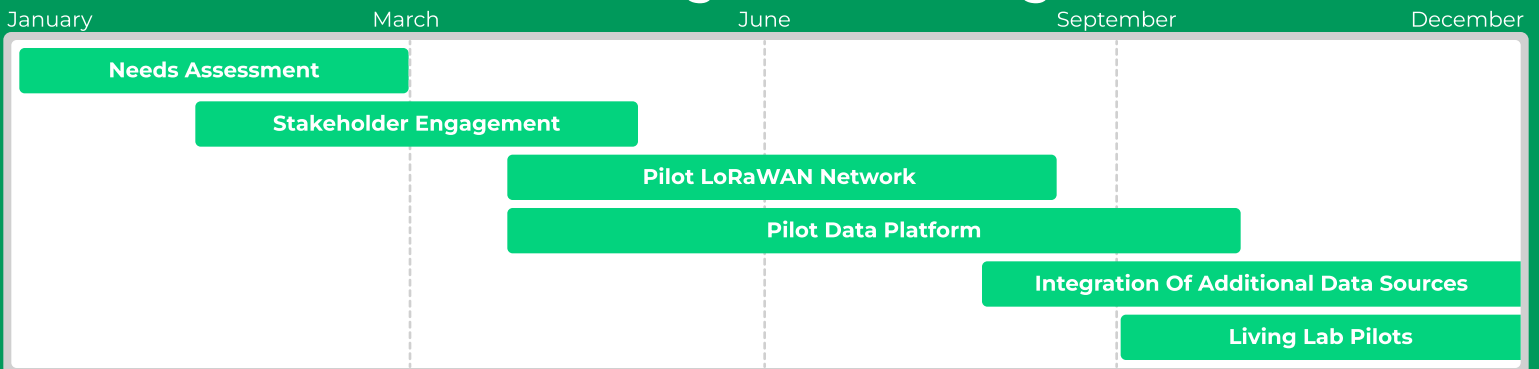 January March June September December
Needs Assessment
Stakeholder Engagement
Pilot LoRaWAN Network
Pilot Data Platform
Integration Of Additional Data Sources
Living Lab Pilots